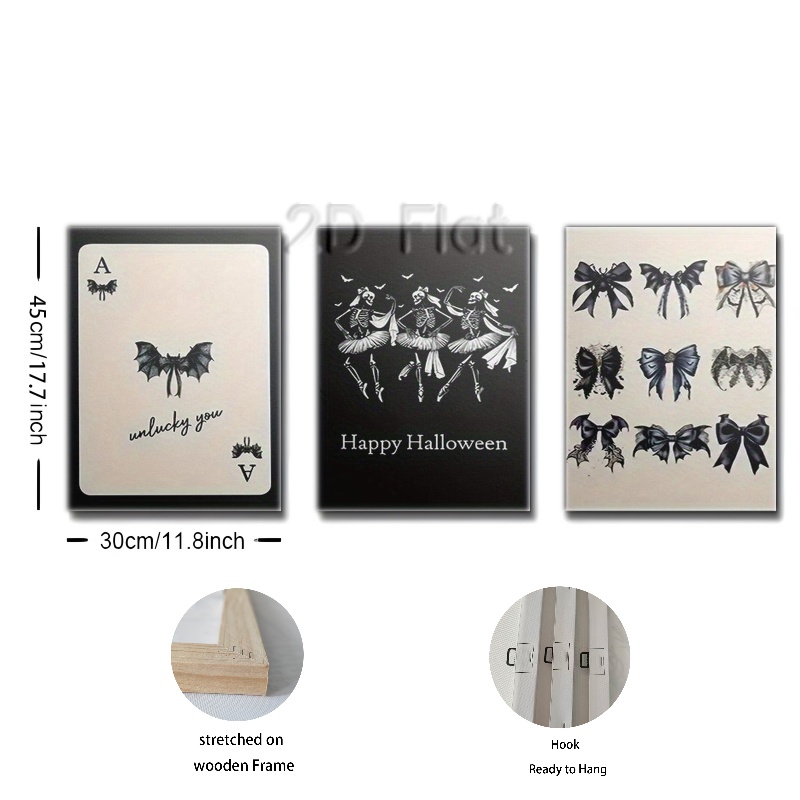 2D Flat
A
unlucky you
A
Happy Halloween
45cm/17.7inch
30cm/11.8inch
stretched on
wooden Frame
Hook
Ready to Hang